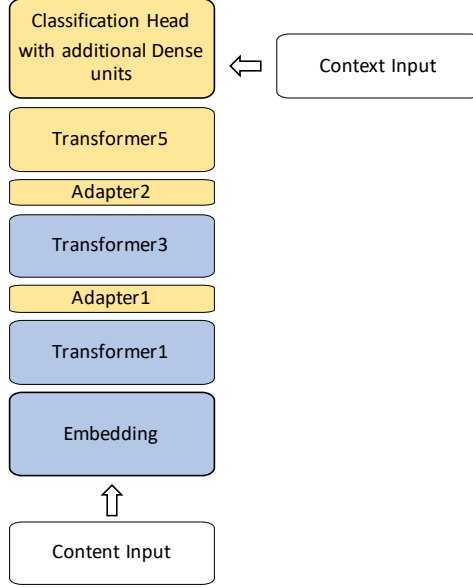 Classification Head
with additional Dense
units
Context Input
Transformer5
Adapter2
Transformer3
Adapter1
Transformer1
Embedding
Content Input